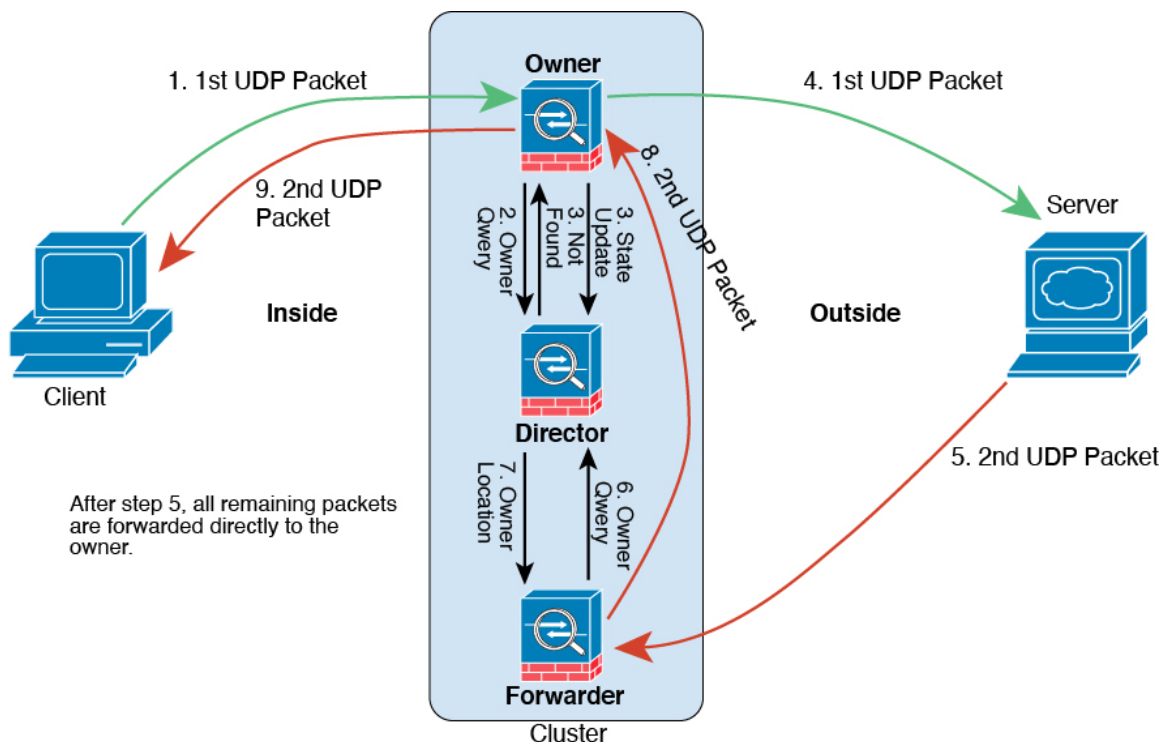 Owner
1. 1st UDP Packet
4. 1st UDP Packet
9. 2nd UDP
Packet
8. 2nd UDP Packet
2. Owner
Qwery
3. Not
Found
3. State
Update
Server
Inside
Outside
Client
Director
5. 2nd UDP Packet
7. Owner
Location
6. Owner
Qwery
After step 5, all remaining packets
are forwarded directly to the
owner.
Forwarder
Cluster